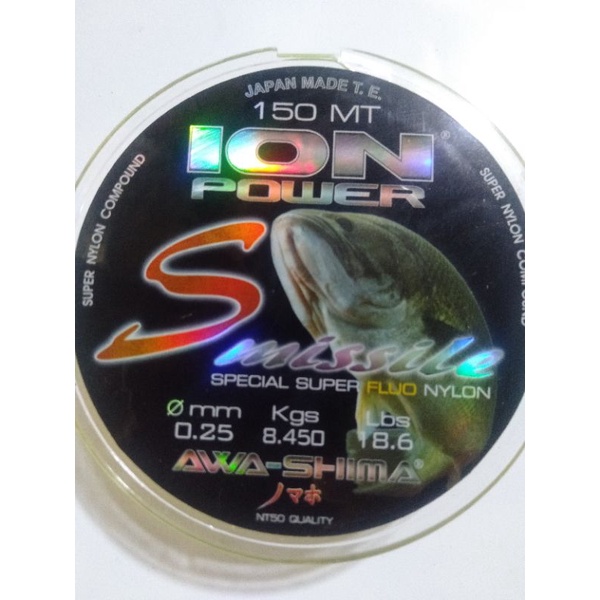 JAPAN MADE T. E.
150 MT
ION®
POWER
SUPER NYLON COMPOUND
SUPER NYLON COMPOUND
S missile
SPECIAL SUPER FLUO NYLON
Ø mm Kgs Lbs
0.25 8.450 18.6
AWA-SHIMA®
ノマネ
NT50 QUALITY